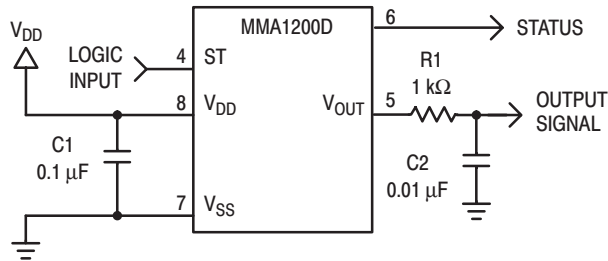 V_DD
MMA1200D
6
STATUS
LOGIC
INPUT
4
ST
R1
1 kΩ
8
V_DD
V_OUT
5
OUTPUT
SIGNAL
C1
0.1 μF
C2
0.01 μF
7
V_SS